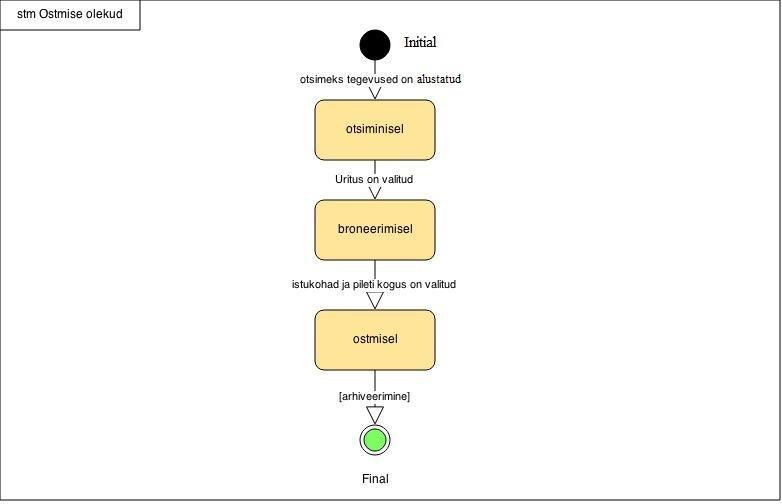 stm Ostmise olekud
Initial
otsimeks tegevused on alustatud
otsiminisel
Üritus on valitud
broneerimisel
istukohad ja pileti kogus on valitud
ostmisel
[arhiveerimine]
Final